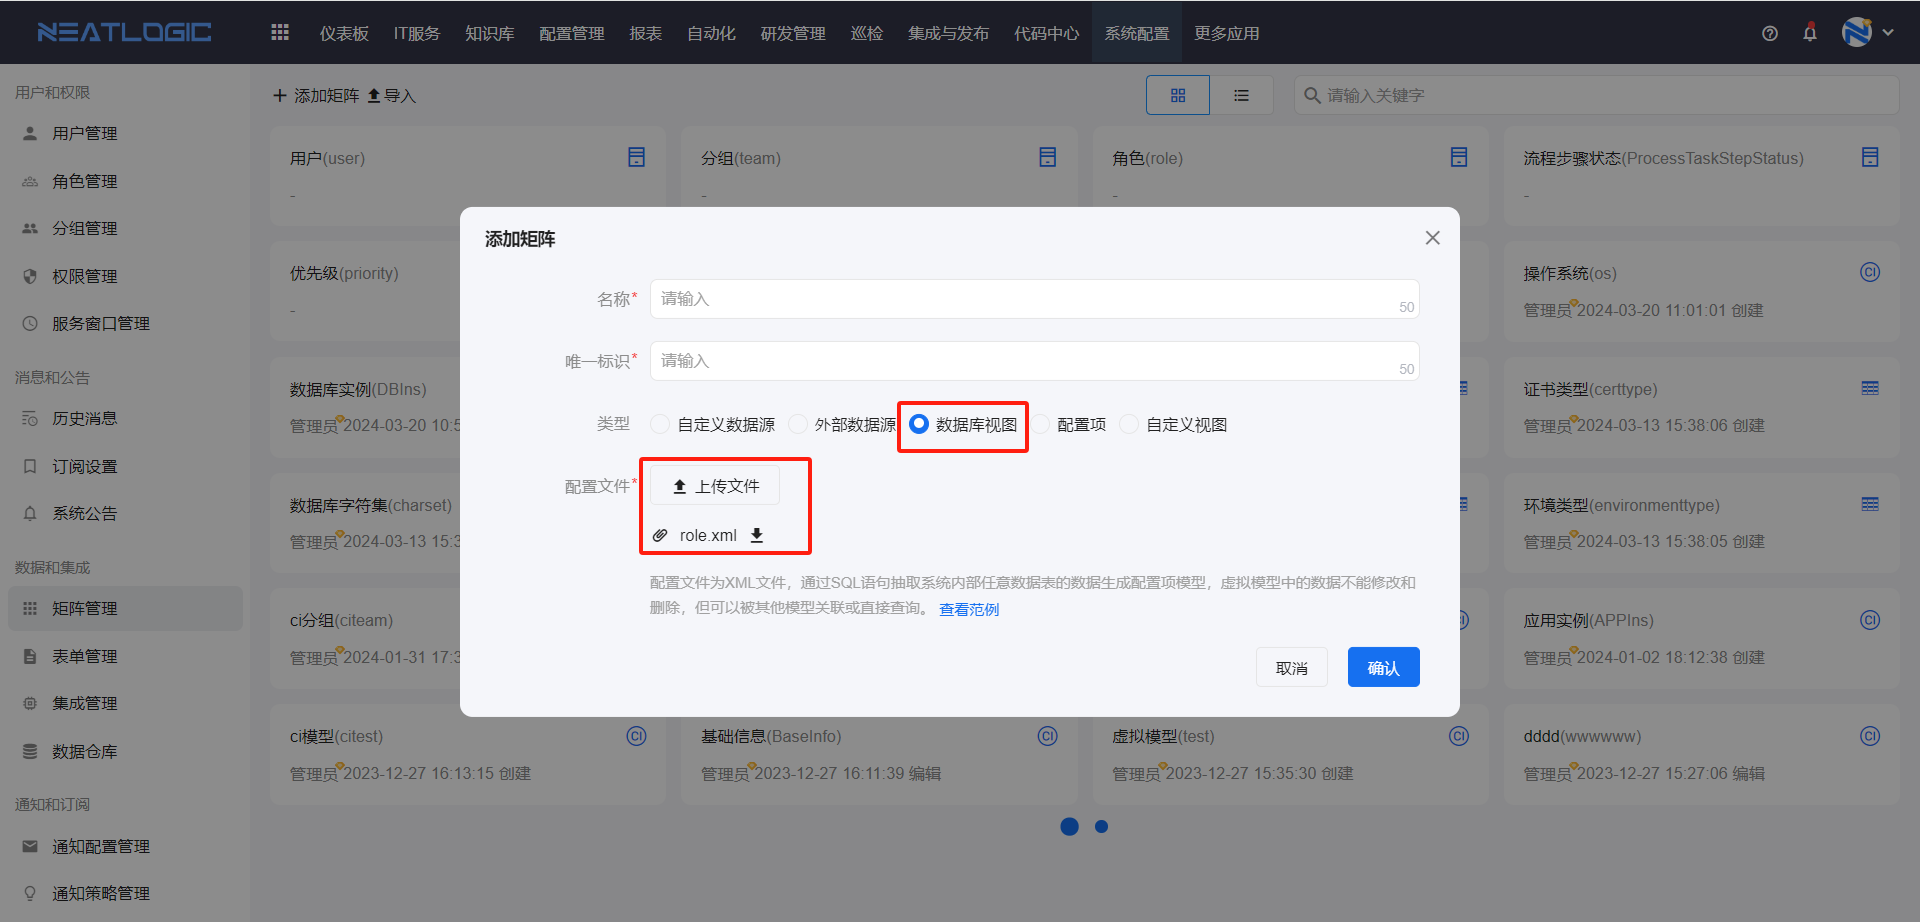 NEATLOGIC
仪表板 IT服务 知识库 配置管理 报表 自动化 研发管理 巡检 集成与发布 代码中心 系统配置 更多应用
用户和权限
用户管理
角色管理
分组管理
权限管理
服务窗口管理
消息和公告
历史消息
订阅设置
系统公告
数据和集成
矩阵管理
表单管理
集成管理
数据仓库
通知和订阅
通知配置管理
通知策略管理
添加矩阵 导入
请输入关键字
用户(user)
-
分组(team)
-
角色(role)
-
流程步骤状态(ProcessTaskStepStatus)
-
优先级(priority)
-
操作系统(os)
管理员 2024-03-20 11:01:01 创建
数据库实例(DBIns)
管理员 2024-03-20 10:5
证书类型(certtype)
管理员 2024-03-13 15:38:06 创建
数据库字符集(charset)
管理员 2024-03-13 15:3
环境类型(environmenttype)
管理员 2024-03-13 15:38:05 创建
ci分组(citeam)
管理员 2024-01-31 17:3
应用实例(APPIns)
管理员 2024-01-02 18:12:38 创建
ci模型(citest)
管理员 2023-12-27 16:13:15 创建
基础信息(BaseInfo)
管理员 2023-12-27 16:11:39 编辑
虚拟模型(test)
管理员 2023-12-27 15:35:30 创建
dddd(wwwwww)
管理员 2023-12-27 15:27:06 编辑
添加矩阵
名称* 请输入 50
唯一标识* 请输入 50
类型 自定义数据源 外部数据源 数据库视图 配置项 自定义视图
配置文件* 上传文件
role.xml
配置文件为XML文件，通过SQL语句抽取系统内部任意数据表的数据生成配置项模型，虚拟模型中的数据不能修改和
删除，但可以被其他模型关联或直接查询。 查看范例
取消 确认